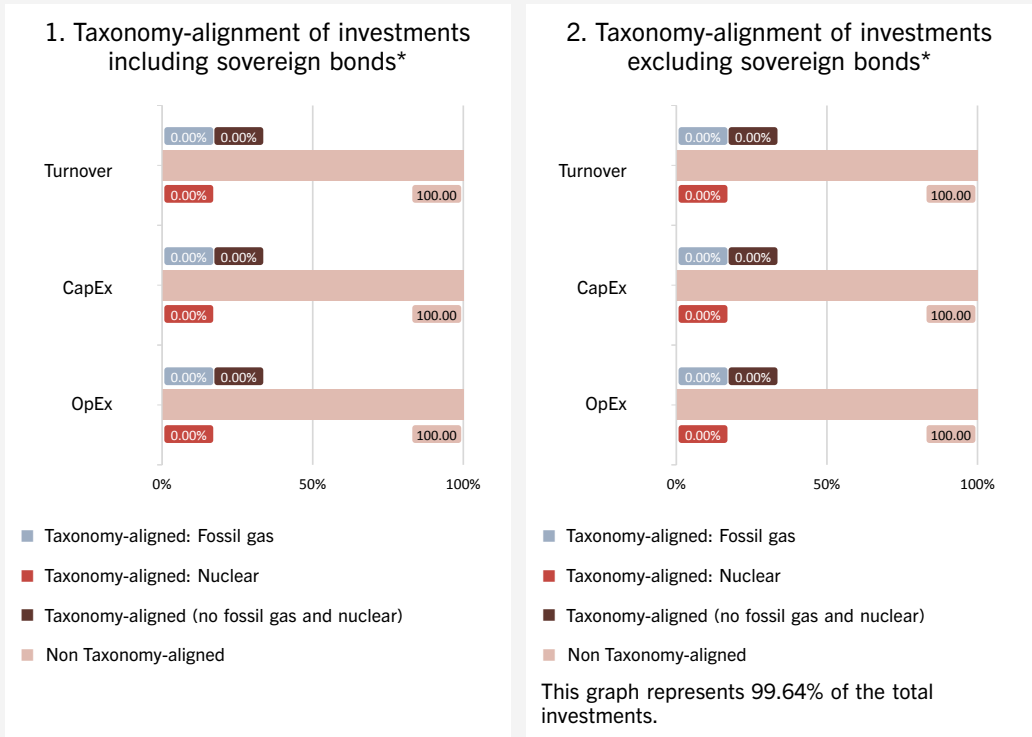 1. Taxonomy-alignment of investments
including sovereign bonds*
0.00% 0.00%
Turnover
0.00% 100.00
0.00% 0.00%
CapEx
0.00% 100.00
0.00% 0.00%
OpEx
0.00% 100.00
0% 50% 100%
Taxonomy-aligned: Fossil gas
Taxonomy-aligned: Nuclear
Taxonomy-aligned (no fossil gas and nuclear)
Non Taxonomy-aligned
2. Taxonomy-alignment of investments
excluding sovereign bonds*
0.00% 0.00%
Turnover
0.00% 100.00
0.00% 0.00%
CapEx
0.00% 100.00
0.00% 0.00%
OpEx
0.00% 100.00
0% 50% 100%
Taxonomy-aligned: Fossil gas
Taxonomy-aligned: Nuclear
Taxonomy-aligned (no fossil gas and nuclear)
Non Taxonomy-aligned
This graph represents 99.64% of the total
investments.